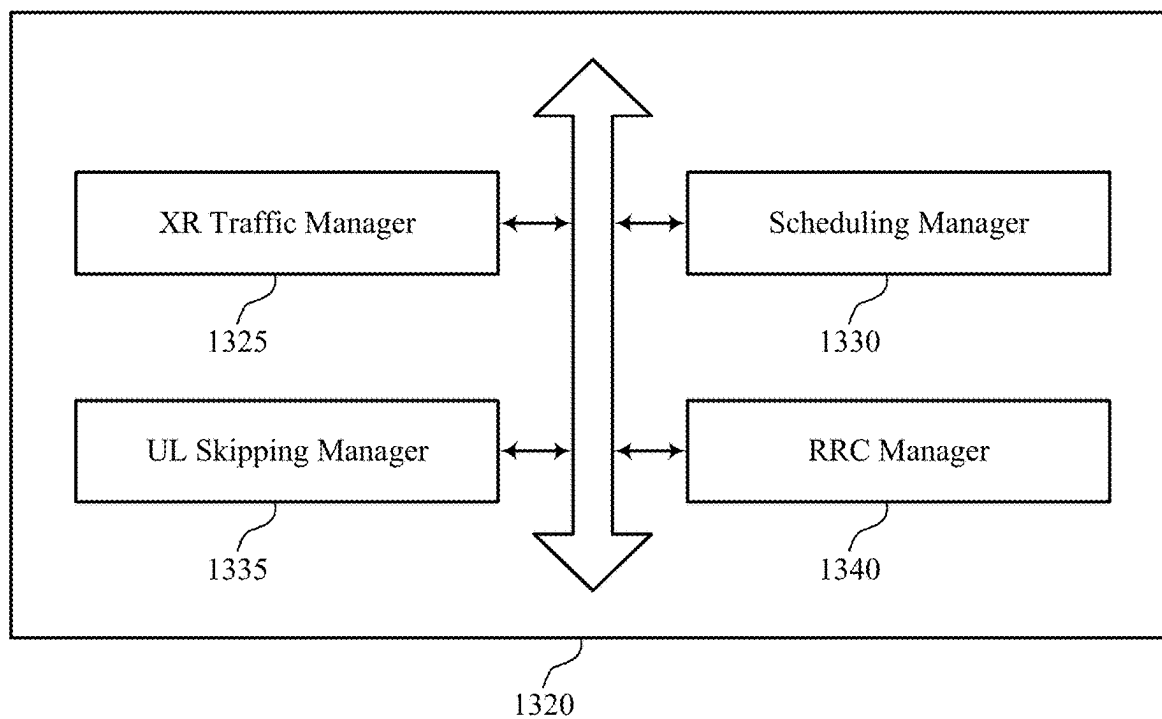 XR Traffic Manager
Scheduling Manager
1325
1330
UL Skipping Manager
RRC Manager
1335
1340
1320